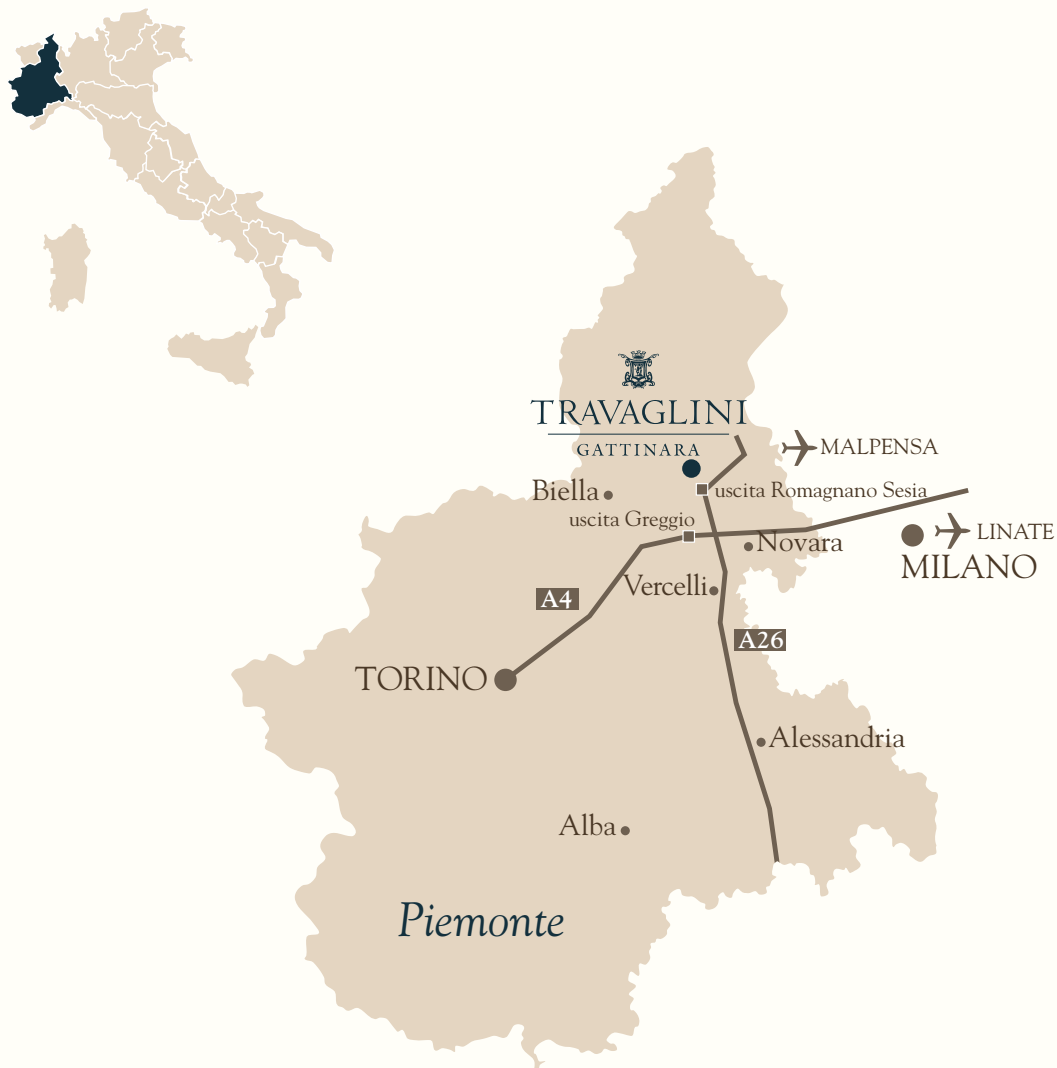 TRAVAGLINI
GATTINARA
MALPENSA
Biella
uscita Romagnano Sesia
uscita Greggio
LINATE
Novara
MILANO
Vercelli
A4
A26
TORINO
Alessandria
Alba
Piemonte